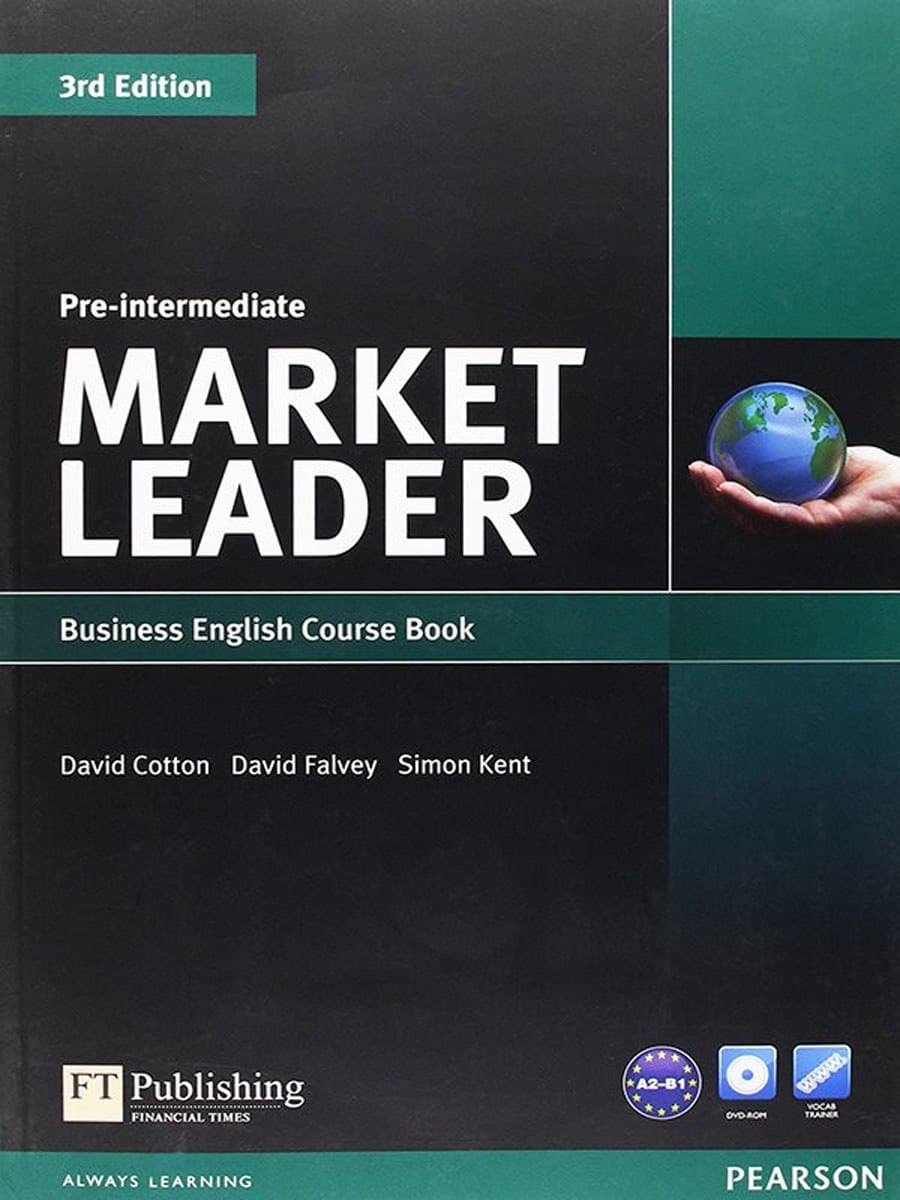 3rd Edition
Pre-intermediate
MARKET
LEADER
Business English Course Book
David Cotton David Falvey Simon Kent
FT Publishing
FINANCIAL TIMES
A2-B1
DVD-ROM
VOCAB
TRAINER
ALWAYS LEARNING
PEARSON